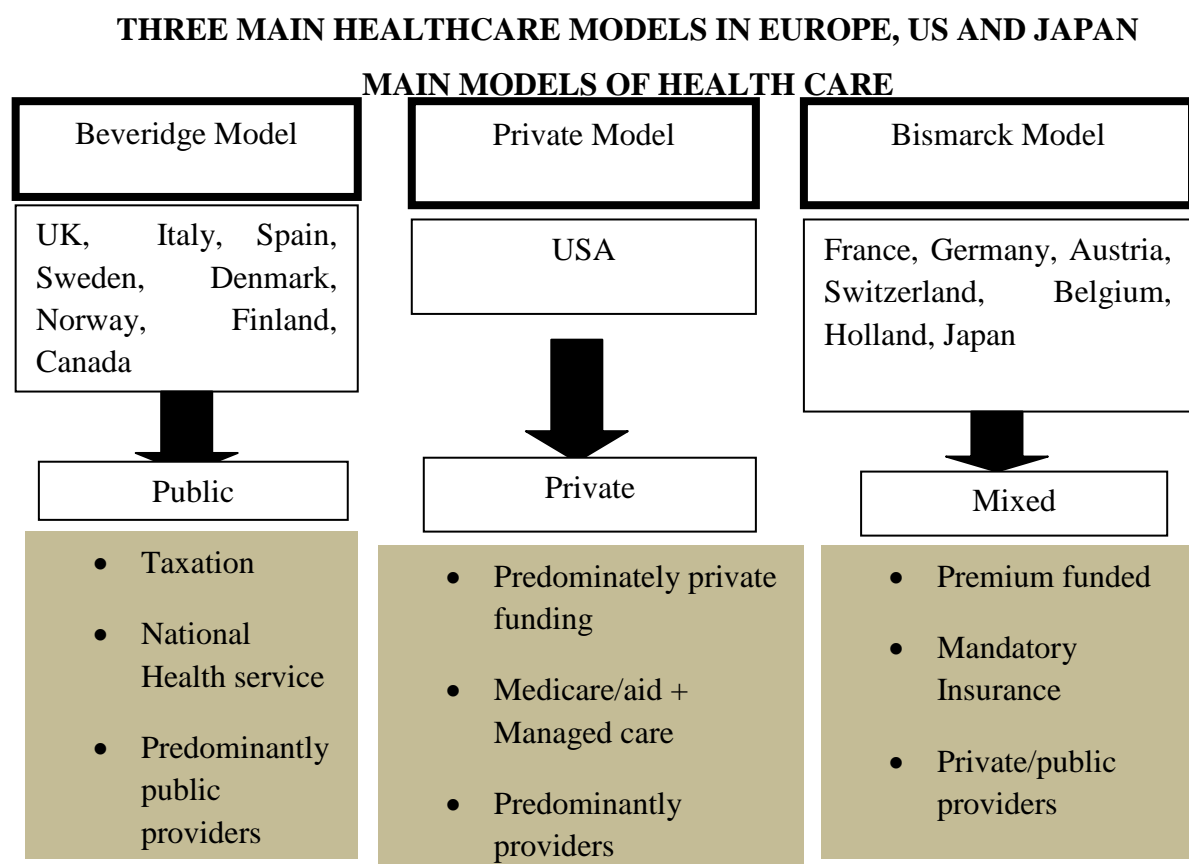 THREE MAIN HEALTHCARE MODELS IN EUROPE, US AND JAPAN
MAIN MODELS OF HEALTH CARE
Beveridge Model
UK, Italy, Spain,
Sweden, Denmark,
Norway, Finland,
Canada
Public
• Taxation
• National
Health service
• Predominantly
public
providers
Private Model
USA
Private
• Predominately private
funding
• Medicare/aid +
Managed care
• Predominantly
providers
Bismarck Model
France, Germany, Austria,
Switzerland, Belgium,
Holland, Japan
Mixed
• Premium funded
• Mandatory
Insurance
• Private/public
providers